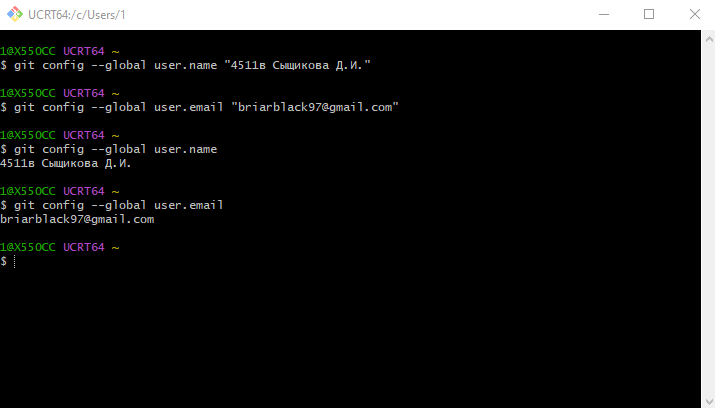 UCRT64:/c/Users/1
1@X550CC UCRT64 ~
$ git config --global user.name "4511в Сыщикова Д.И."
1@X550CC UCRT64 ~
$ git config --global user.email "briarblack97@gmail.com"
1@X550CC UCRT64 ~
$ git config --global user.name
4511в Сыщикова Д.И.
1@X550CC UCRT64 ~
$ git config --global user.email
briarblack97@gmail.com
1@X550CC UCRT64 ~
$